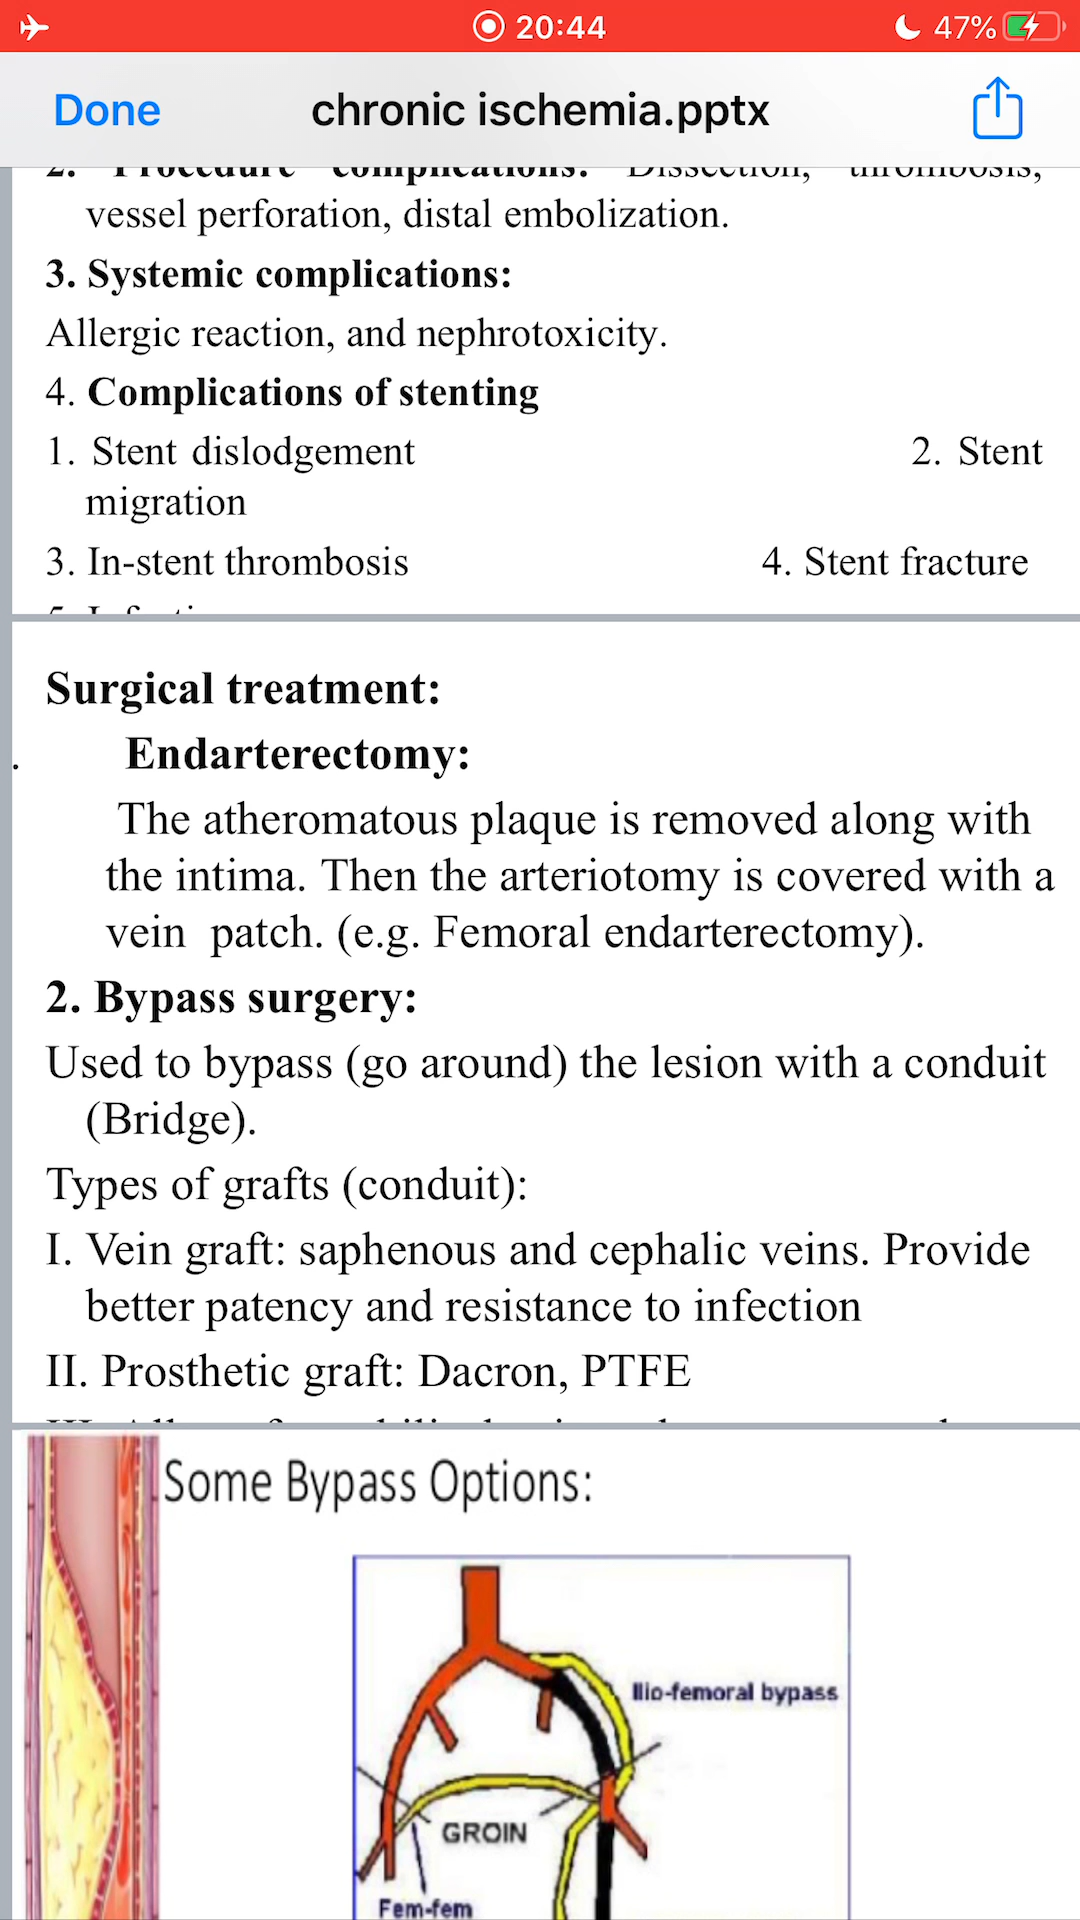 20:44
47%
Done
chronic ischemia.pptx
2. Procedure complications: Dissection, thrombosis,
vessel perforation, distal embolization.
3. Systemic complications:
Allergic reaction, and nephrotoxicity.
4. Complications of stenting
1. Stent dislodgement 2. Stent
migration
3. In-stent thrombosis 4. Stent fracture
Surgical treatment:
. Endarterectomy:
The atheromatous plaque is removed along with
the intima. Then the arteriotomy is covered with a
vein patch. (e.g. Femoral endarterectomy).
2. Bypass surgery:
Used to bypass (go around) the lesion with a conduit
(Bridge).
Types of grafts (conduit):
I. Vein graft: saphenous and cephalic veins. Provide
better patency and resistance to infection
II. Prosthetic graft: Dacron, PTFE
Some Bypass Options:
Ilio-femoral bypass
GROIN
Fem-fem